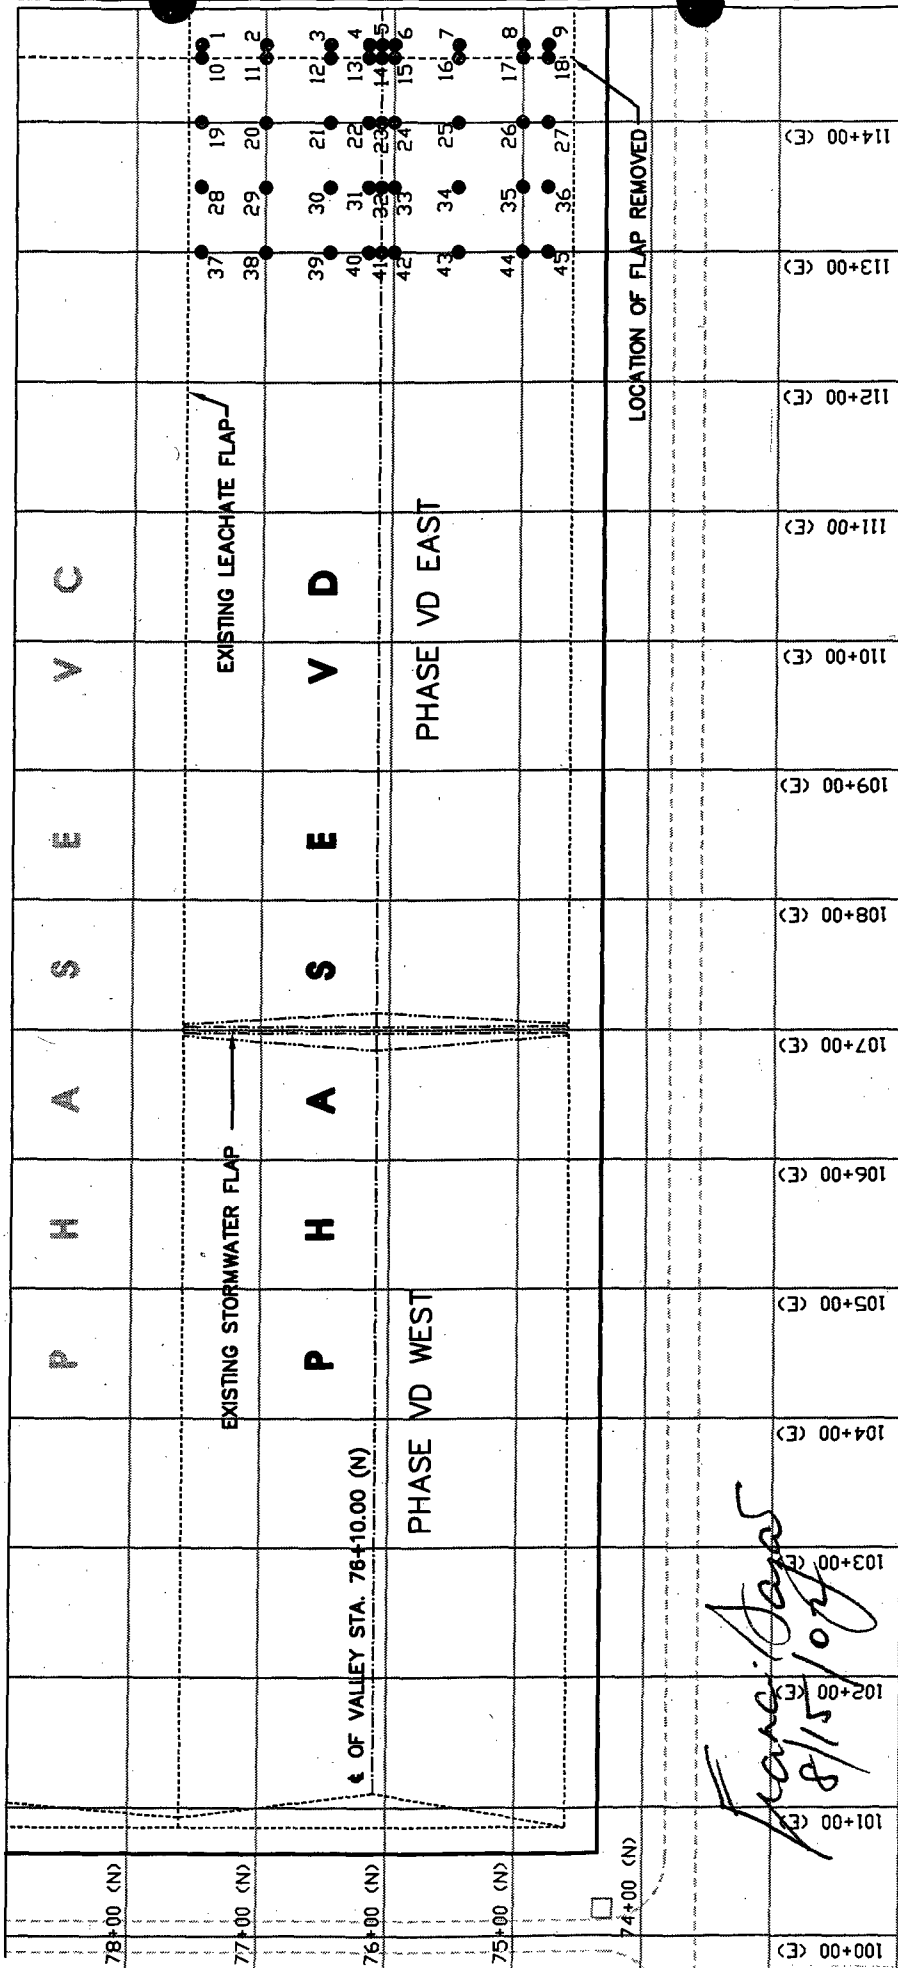 P H A S E V C
EXISTING LEACHATE FLAP
EXISTING STORMWATER FLAP
P H A S E V D
℄ OF VALLEY STA. 76+10.00 (N)
PHASE VD WEST
PHASE VD EAST
LOCATION OF FLAP REMOVED
1 2 3 4 5 6 7 8 9
10 11 12 13 14 15 16 17 18
19 20 21 22 23 24 25 26 27
28 29 30 31 32 33 34 35 36
37 38 39 40 41 42 43 44 45
78+00 (N)
77+00 (N)
76+00 (N)
75+00 (N)
74+00 (N)
100+00 (E)
101+00 (E)
102+00 (E)
103+00 (E)
104+00 (E)
105+00 (E)
106+00 (E)
107+00 (E)
108+00 (E)
109+00 (E)
110+00 (E)
111+00 (E)
112+00 (E)
113+00 (E)
114+00 (E)
8/15/02